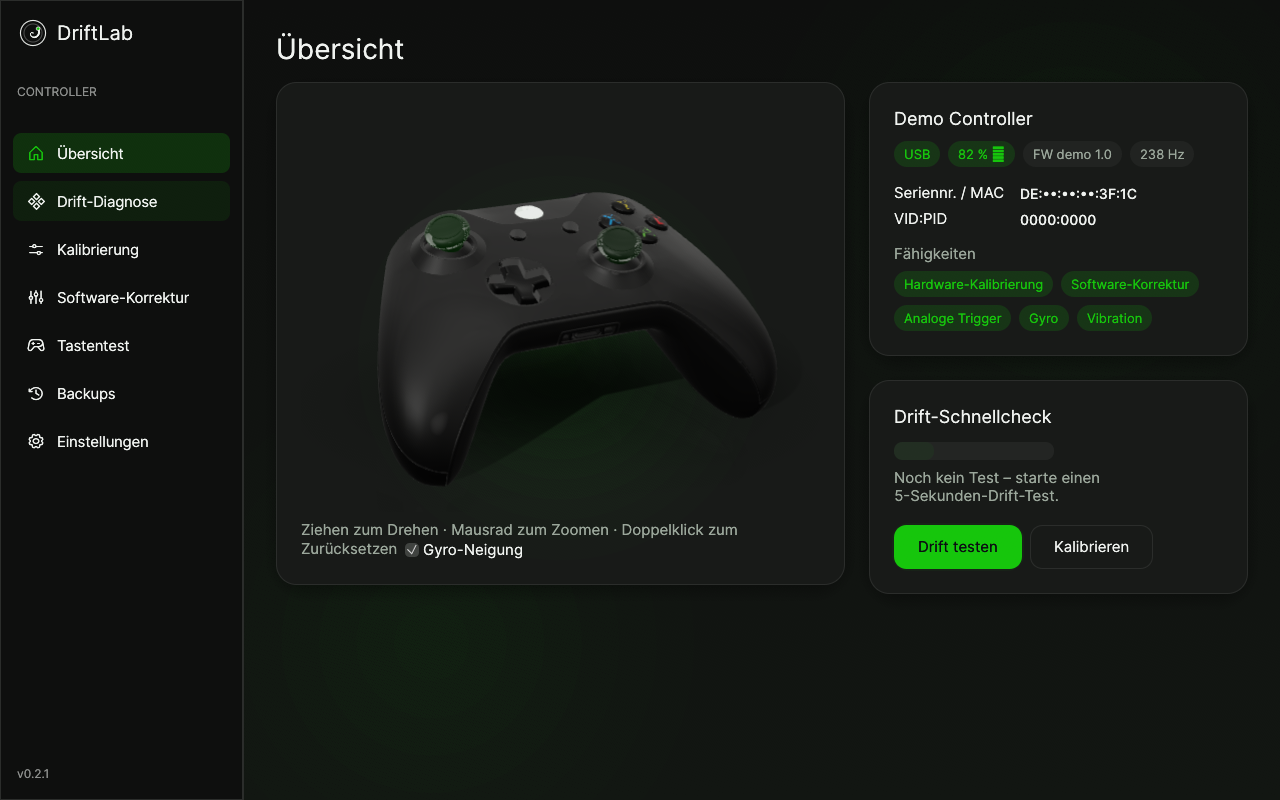 DriftLab
CONTROLLER
Übersicht
Drift-Diagnose
Kalibrierung
Software-Korrektur
Tastentest
Backups
Einstellungen
v0.2.1
Übersicht
Ziehen zum Drehen · Mausrad zum Zoomen · Doppelklick zum
Zurücksetzen Gyro-Neigung
Demo Controller
USB 82 % FW demo 1.0 238 Hz
Seriennr. / MAC DE:••:••:••:3F:1C
VID:PID 0000:0000
Fähigkeiten
Hardware-Kalibrierung Software-Korrektur
Analoge Trigger Gyro Vibration
Drift-Schnellcheck
Noch kein Test – starte einen
5-Sekunden-Drift-Test.
Drift testen Kalibrieren